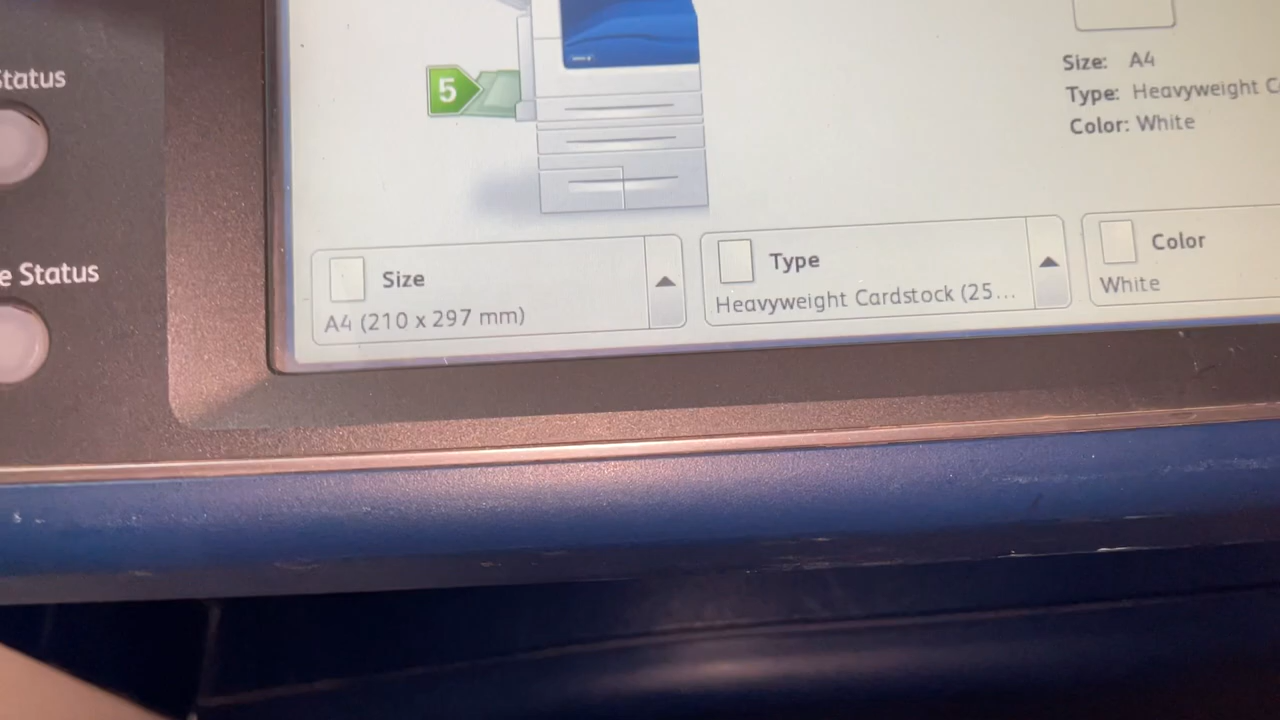 Status
5
Size: A4
Type: Heavyweight C
Color: White
e Status
Size
A4 (210 x 297 mm)
Type
Heavyweight Cardstock (25...
Color
White